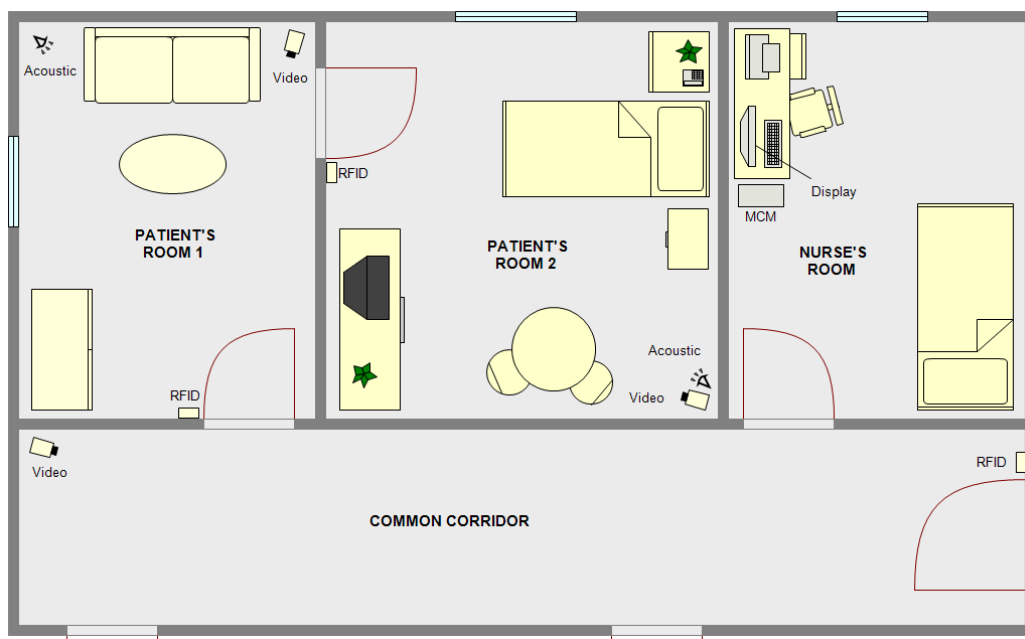 Acoustic
Video
RFID
Display
MCM
PATIENT'S
ROOM 1
PATIENT'S
ROOM 2
NURSE'S
ROOM
Acoustic
RFID
Video
Video
RFID
COMMON CORRIDOR